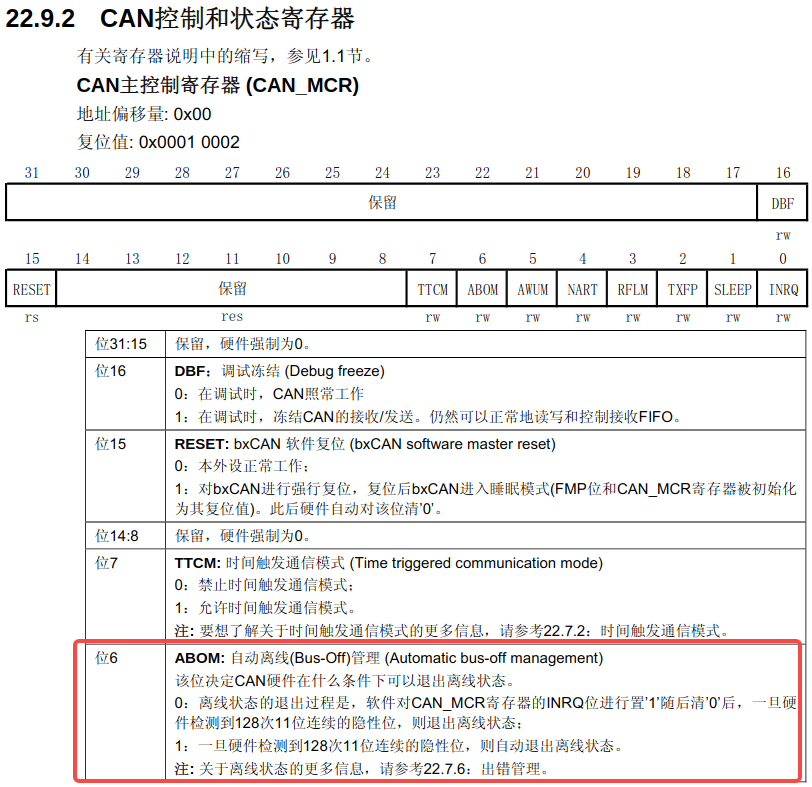 22.9.2 CAN控制和状态寄存器
有关寄存器说明中的缩写，参见1.1节。
CAN主控制寄存器 (CAN_MCR)
地址偏移量: 0x00
复位值: 0x0001 0002
31 30 29 28 27 26 25 24 23 22 21 20 19 18 17 16
保留 DBF
rw
15 14 13 12 11 10 9 8 7 6 5 4 3 2 1 0
RESET 保留 TTCM ABOM AWUM NART RFLM TXFP SLEEP INRQ
rs res rw rw rw rw rw rw rw rw
位31:15 保留，硬件强制为0。
位16 DBF：调试冻结 (Debug freeze)
0：在调试时，CAN照常工作
1：在调试时，冻结CAN的接收/发送。仍然可以正常地读写和控制接收FIFO。
位15 RESET: bxCAN 软件复位 (bxCAN software master reset)
0：本外设正常工作；
1：对bxCAN进行强行复位，复位后bxCAN进入睡眠模式(FMP位和CAN_MCR寄存器被初始化
为其复位值)。此后硬件自动对该位清’0’。
位14:8 保留，硬件强制为0。
位7 TTCM: 时间触发通信模式 (Time triggered communication mode)
0：禁止时间触发通信模式；
1：允许时间触发通信模式。
注: 要想了解关于时间触发通信模式的更多信息，请参考22.7.2：时间触发通信模式。
位6 ABOM: 自动离线(Bus-Off)管理 (Automatic bus-off management)
该位决定CAN硬件在什么条件下可以退出离线状态。
0：离线状态的退出过程是，软件对CAN_MCR寄存器的INRQ位进行置’1’随后清’0’后，一旦硬
件检测到128次11位连续的隐性位，则退出离线状态；
1：一旦硬件检测到128次11位连续的隐性位，则自动退出离线状态。
注: 关于离线状态的更多信息，请参考22.7.6：出错管理。